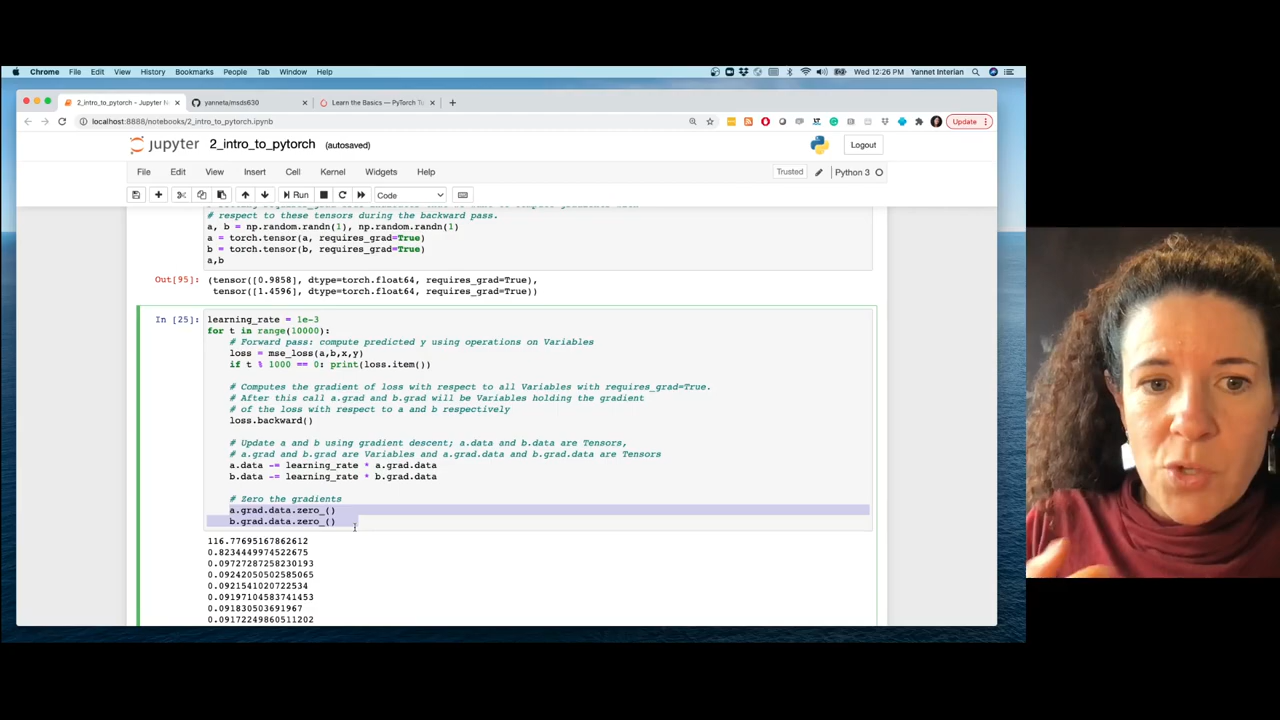 Chrome File Edit View History Bookmarks People Tab Window Help Wed 12:26 PM Yannet Interian
2_intro_to_pytorch - Jupyter N
yanneta/msds630
Learn the Basics — PyTorch T
localhost:8888/notebooks/2_intro_to_pytorch.ipynb
Update
jupyter 2_intro_to_pytorch (autosaved)
Logout
File Edit View Insert Cell Kernel Widgets Help
Trusted
Python 3
Run
Code
# respect to these tensors during the backward pass.
a, b = np.random.randn(1), np.random.randn(1)
a = torch.tensor(a, requires_grad=True)
b = torch.tensor(b, requires_grad=True)
a,b
Out[95]: (tensor([0.9858], dtype=torch.float64, requires_grad=True),
tensor([1.4596], dtype=torch.float64, requires_grad=True))
In [25]: learning_rate = 1e-3
for t in range(10000):
# Forward pass: compute predicted y using operations on Variables
loss = mse_loss(a,b,x,y)
if t % 1000 == 0: print(loss.item())
# Computes the gradient of loss with respect to all Variables with requires_grad=True.
# After this call a.grad and b.grad will be Variables holding the gradient
# of the loss with respect to a and b respectively
loss.backward()
# Update a and b using gradient descent; a.data and b.data are Tensors,
# a.grad and b.grad are Variables and a.grad.data and b.grad.data are Tensors
a.data -= learning_rate * a.grad.data
b.data -= learning_rate * b.grad.data
# Zero the gradients
a.grad.data.zero_()
b.grad.data.zero_()
116.77695167862612
0.8234449974522675
0.09727287258230193
0.09242050502585065
0.0921541020722534
0.09197104583741453
0.091830503691967
0.09172249860511202